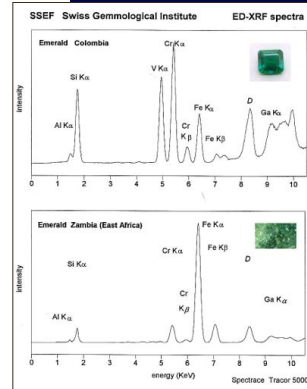 SSEF Swiss Gemmological Institute ED-XRF spectra
Emerald Colombia
Cr Kα
V Kα
Si Kα
Fe Kα
D
Ga Kα
Al Kα
Cr
Kβ
Fe Kβ
intensity
0 1 2 3 4 5 6 7 8 9 10
Emerald Zambia (East Africa)
Fe Kα
Si Kα
Cr Kα
Fe Kβ
D
Cr
Kβ
Ga Kα
Al Kα
intensity
0 1 2 3 4 5 6 7 8 9 10
energy (KeV)
Spectrace Tracor 5000